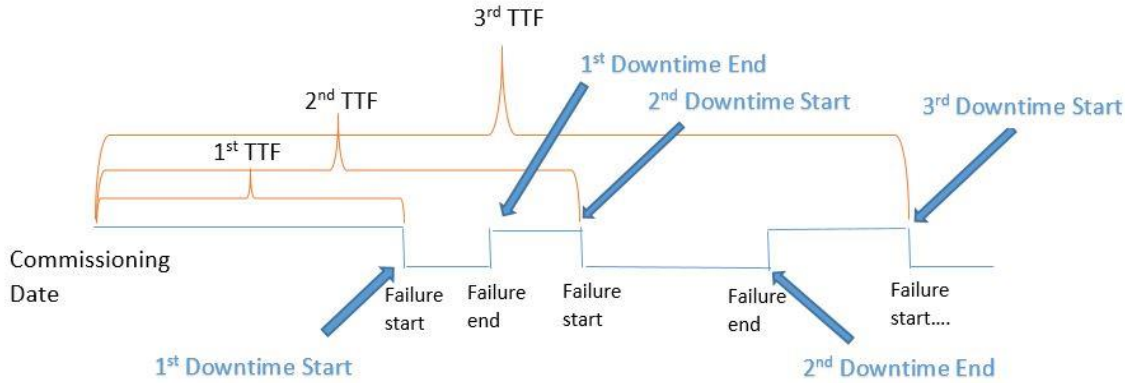 3rd TTF
1st Downtime End
2nd TTF
2nd Downtime Start
3rd Downtime Start
1st TTF
Commissioning
Date
Failure
start
Failure
end
Failure
start
Failure
end
Failure
start....
1st Downtime Start
2nd Downtime End